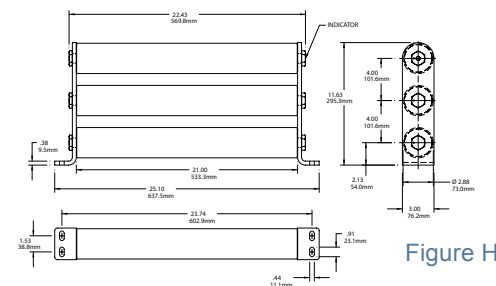 22.43
569.8mm
INDICATOR
11.63
295.3mm
4.00
101.6mm
4.00
101.6mm
.38
9.5mm
21.00
533.3mm
25.10
637.5mm
2.13
54.0mm
Ø 2.88
73.0mm
3.00
76.2mm
23.74
602.9mm
1.53
38.8mm
.91
23.1mm
.44
11.1mm
Figure H